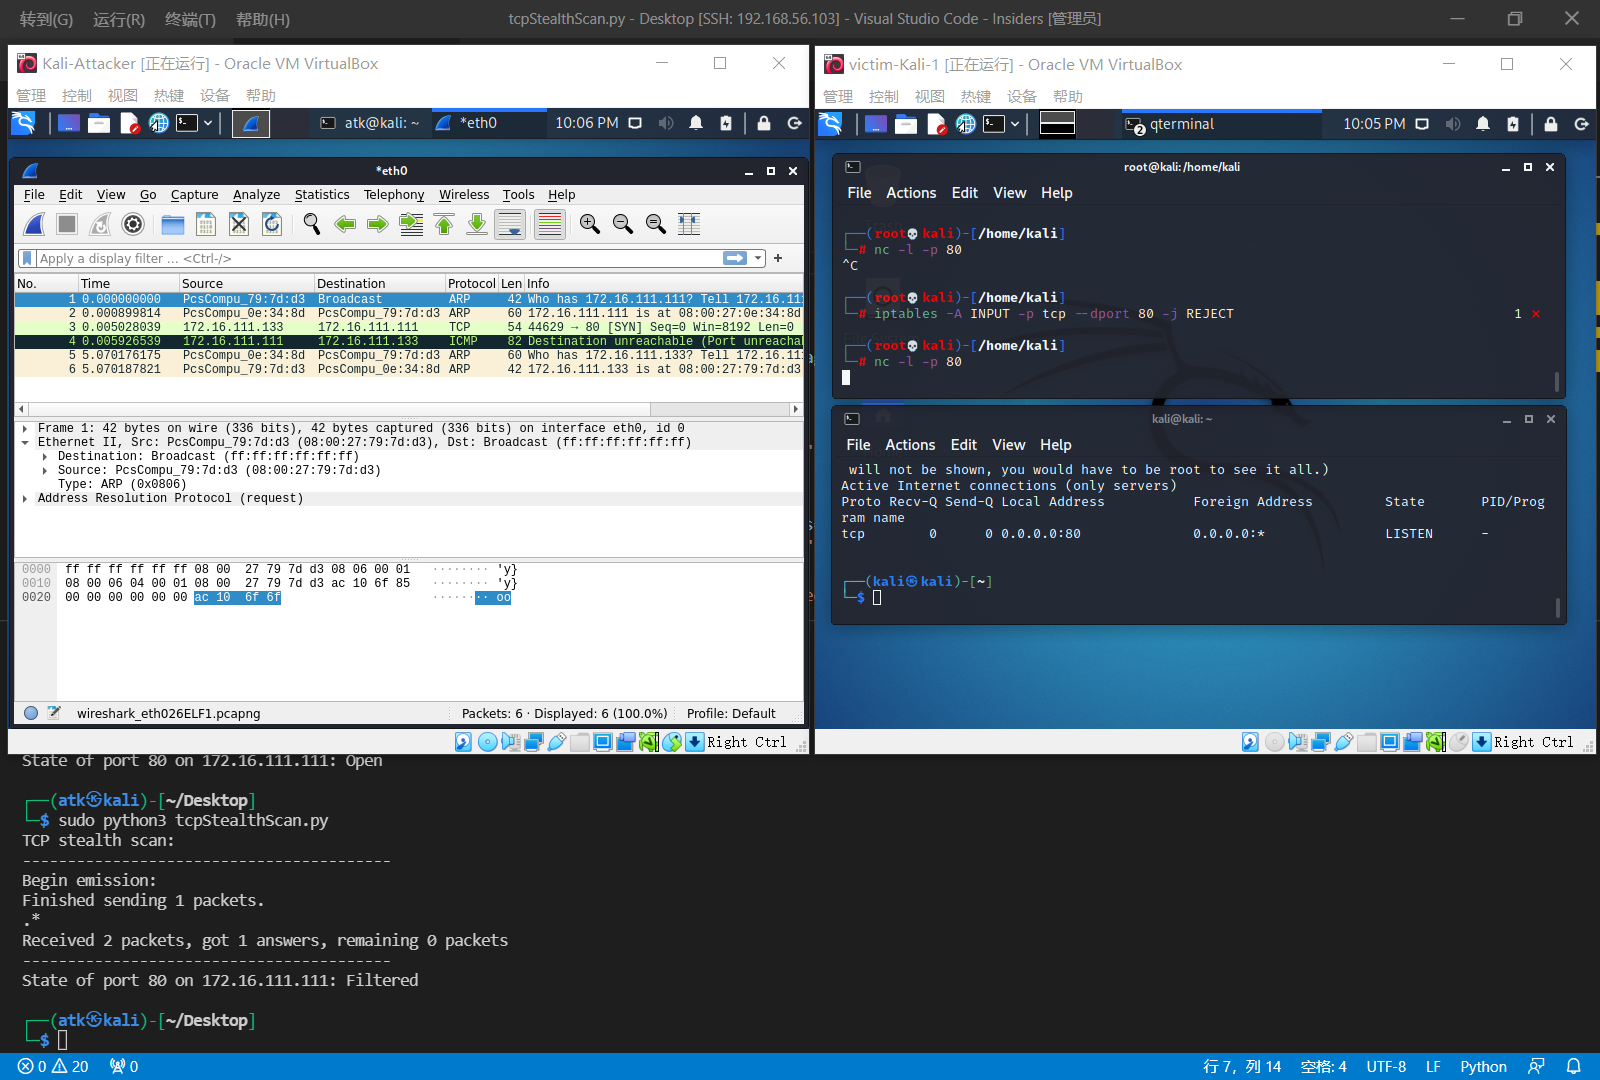 转到(G) 运行(R) 终端(T) 帮助(H) tcpStealthScan.py - Desktop [SSH: 192.168.56.103] - Visual Studio Code - Insiders [管理员]
Kali-Attacker [正在运行] - Oracle VM VirtualBox
管理 控制 视图 热键 设备 帮助
atk@kali: ~ *eth0 10:06 PM
*eth0
File Edit View Go Capture Analyze Statistics Telephony Wireless Tools Help
Apply a display filter ... <Ctrl-/>
No. Time Source Destination Protocol Len Info
1 0.000000000 PcsCompu_79:7d:d3 Broadcast ARP 42 Who has 172.16.111.111? Tell 172.16.11
2 0.000899814 PcsCompu_0e:34:8d PcsCompu_79:7d:d3 ARP 60 172.16.111.111 is at 08:00:27:0e:34:8d
3 0.005028039 172.16.111.133 172.16.111.111 TCP 54 44629 → 80 [SYN] Seq=0 Win=8192 Len=0
4 0.005926539 172.16.111.111 172.16.111.133 ICMP 82 Destination unreachable (Port unreacha
5 5.070176175 PcsCompu_0e:34:8d PcsCompu_79:7d:d3 ARP 60 Who has 172.16.111.133? Tell 172.16.11
6 5.070187821 PcsCompu_79:7d:d3 PcsCompu_0e:34:8d ARP 42 172.16.111.133 is at 08:00:27:79:7d:d3
Frame 1: 42 bytes on wire (336 bits), 42 bytes captured (336 bits) on interface eth0, id 0
Ethernet II, Src: PcsCompu_79:7d:d3 (08:00:27:79:7d:d3), Dst: Broadcast (ff:ff:ff:ff:ff:ff)
Destination: Broadcast (ff:ff:ff:ff:ff:ff)
Source: PcsCompu_79:7d:d3 (08:00:27:79:7d:d3)
Type: ARP (0x0806)
Address Resolution Protocol (request)
0000 ff ff ff ff ff ff 08 00 27 79 7d d3 08 06 00 01 ········ 'y}
0010 08 00 06 04 00 01 08 00 27 79 7d d3 ac 10 6f 85 ········ 'y}
0020 00 00 00 00 00 00 ac 10 6f 6f ········ oo
wireshark_eth026ELF1.pcapng Packets: 6 · Displayed: 6 (100.0%) Profile: Default
Right Ctrl
victim-Kali-1 [正在运行] - Oracle VM VirtualBox
管理 控制 视图 热键 设备 帮助
2 qterminal 10:05 PM
root@kali:/home/kali
File Actions Edit View Help
┌──(root💀kali)-[/home/kali]
└─# nc -l -p 80
^C
┌──(root💀kali)-[/home/kali]
└─# iptables -A INPUT -p tcp --dport 80 -j REJECT 1 ⨯
┌──(root💀kali)-[/home/kali]
└─# nc -l -p 80
kali@kali: ~
File Actions Edit View Help
will not be shown, you would have to be root to see it all.)
Active Internet connections (only servers)
Proto Recv-Q Send-Q Local Address Foreign Address State PID/Prog
ram name
tcp 0 0 0.0.0.0:80 0.0.0.0:* LISTEN -
┌──(kali㉿kali)-[~]
└─$
Right Ctrl
State of port 80 on 172.16.111.111: Open
┌──(atk㉿kali)-[~/Desktop]
└─$ sudo python3 tcpStealthScan.py
TCP stealth scan:
-----------------------------------------
Begin emission:
Finished sending 1 packets.
.*
Received 2 packets, got 1 answers, remaining 0 packets
-----------------------------------------
State of port 80 on 172.16.111.111: Filtered
┌──(atk㉿kali)-[~/Desktop]
└─$
0 20 0 行 7，列 14 空格: 4 UTF-8 LF Python